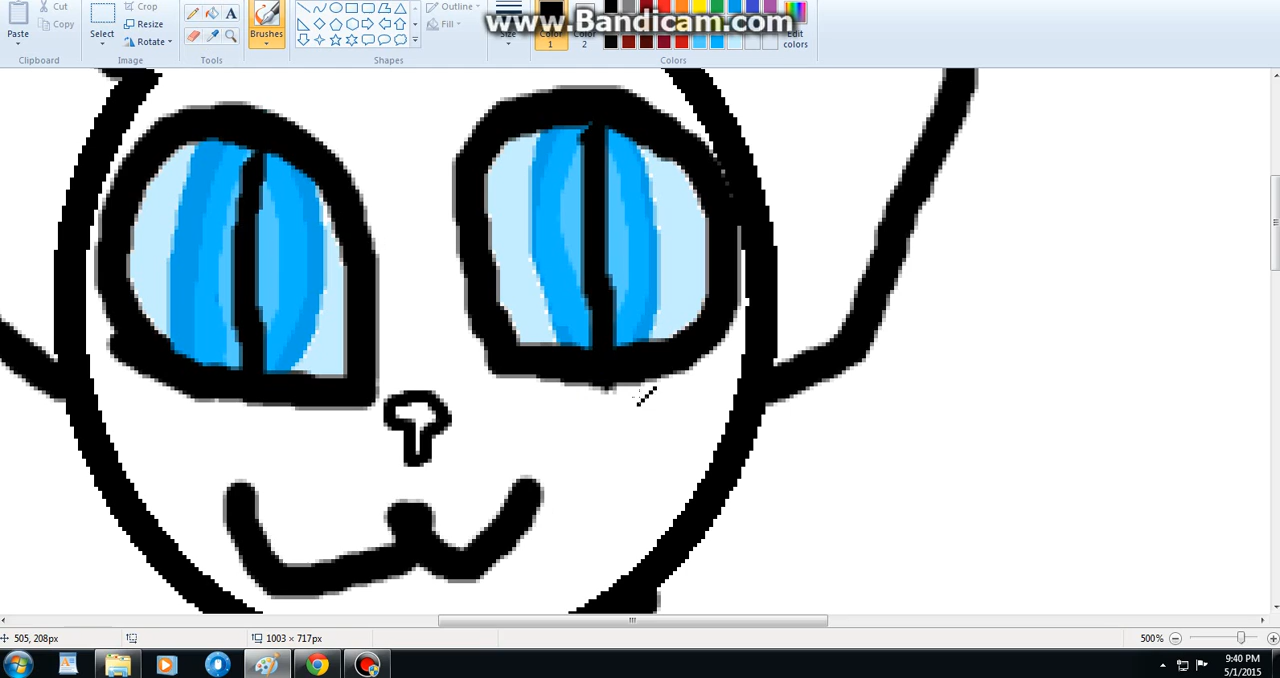 www.Bandicam.com
Paste
Cut
Copy
Clipboard
Select
Crop
Resize
Rotate
Image
A
Tools
Brushes
Outline
Fill
Shapes
Size
Color
1
Color
2
Edit
colors
Colors
505, 208px
1003 × 717px
500%
9:40 PM
5/1/2015